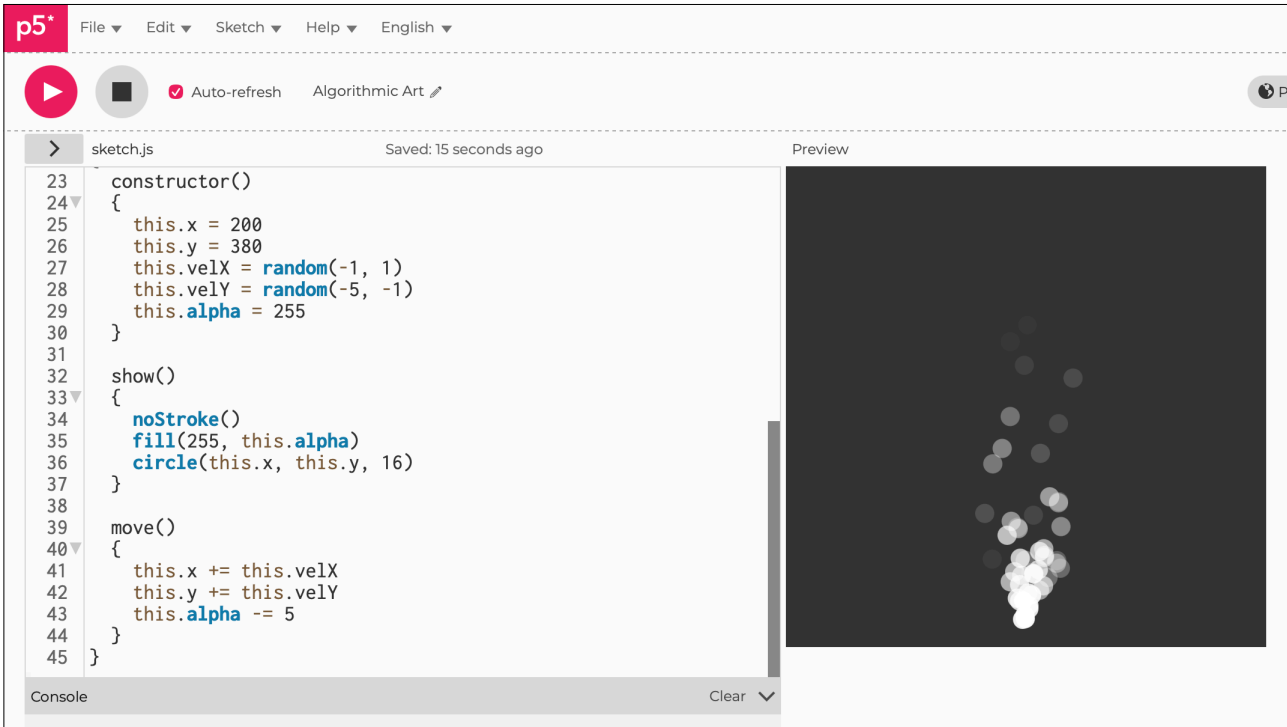 p5* File Edit Sketch Help English
Auto-refresh Algorithmic Art P
> sketch.js Saved: 15 seconds ago Preview
23 constructor()
24 {
25 this.x = 200
26 this.y = 380
27 this.velX = random(-1, 1)
28 this.velY = random(-5, -1)
29 this.alpha = 255
30 }
31
32 show()
33 {
34 noStroke()
35 fill(255, this.alpha)
36 circle(this.x, this.y, 16)
37 }
38
39 move()
40 {
41 this.x += this.velX
42 this.y += this.velY
43 this.alpha -= 5
44 }
45 }
Console Clear